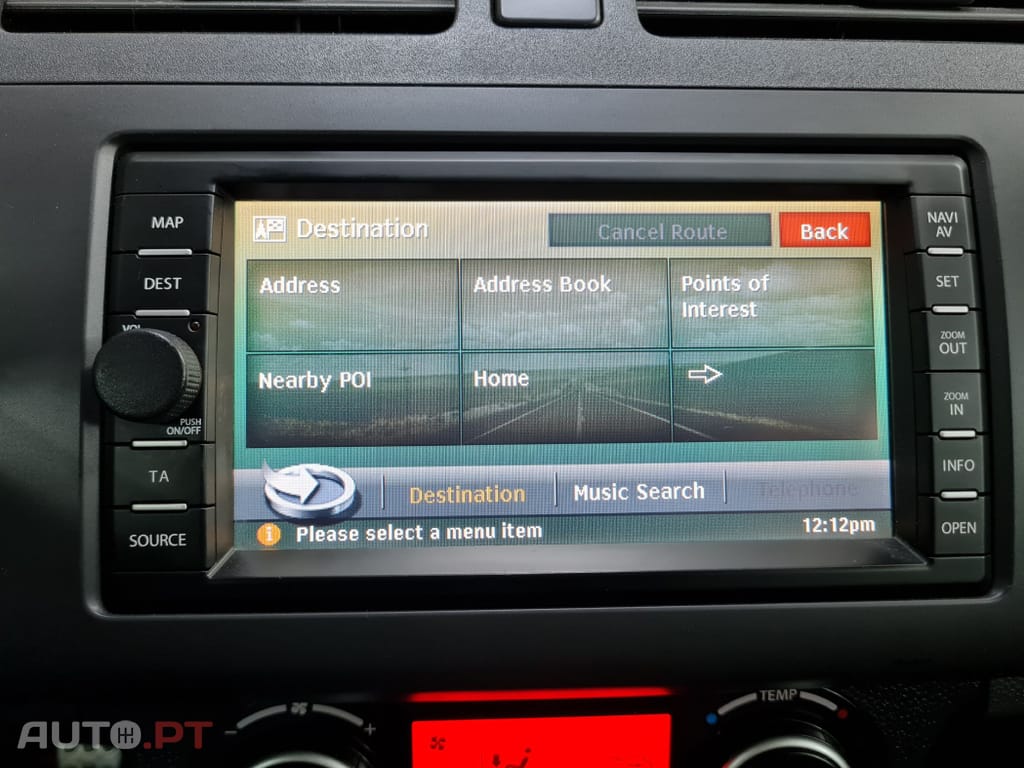 MAP
DEST
VOL
PUSH
ON/OFF
TA
SOURCE
Destination
Cancel Route
Back
Address
Address Book
Points of
Interest
Nearby POI
Home
Destination
Music Search
Telephone
i
Please select a menu item
12:12pm
NAVI
AV
SET
ZOOM
OUT
ZOOM
IN
INFO
OPEN
- +
TEMP
AUTO.PT